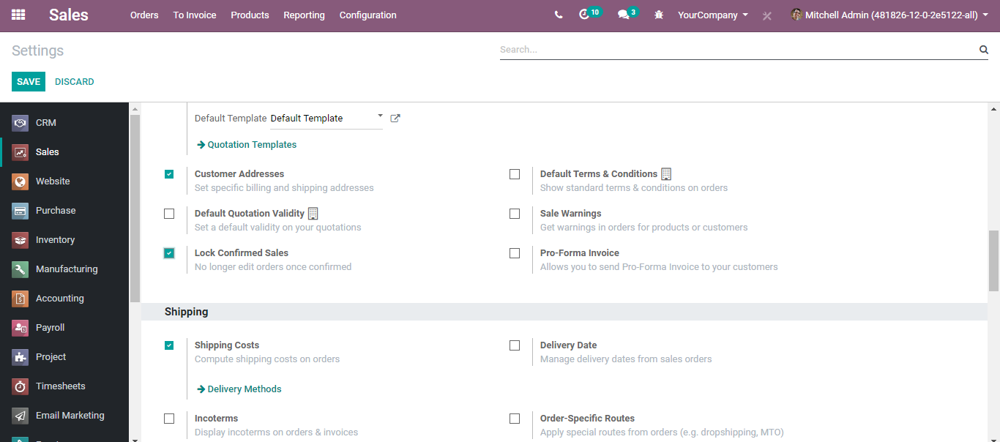 Sales Orders To Invoice Products Reporting Configuration 10 3 YourCompany Mitchell Admin (481826-12-0-2e5122-all)
Settings Search...
SAVE DISCARD
CRM
Sales
Website
Purchase
Inventory
Manufacturing
Accounting
Payroll
Project
Timesheets
Email Marketing
Default Template Default Template
Quotation Templates
Customer Addresses
Set specific billing and shipping addresses
Default Terms & Conditions
Show standard terms & conditions on orders
Default Quotation Validity
Set a default validity on your quotations
Sale Warnings
Get warnings in orders for products or customers
Lock Confirmed Sales
No longer edit orders once confirmed
Pro-Forma Invoice
Allows you to send Pro-Forma Invoice to your customers
Shipping
Shipping Costs
Compute shipping costs on orders
Delivery Methods
Delivery Date
Manage delivery dates from sales orders
Incoterms
Display incoterms on orders & invoices
Order-Specific Routes
Apply special routes from orders (e.g. dropshipping, MTO)